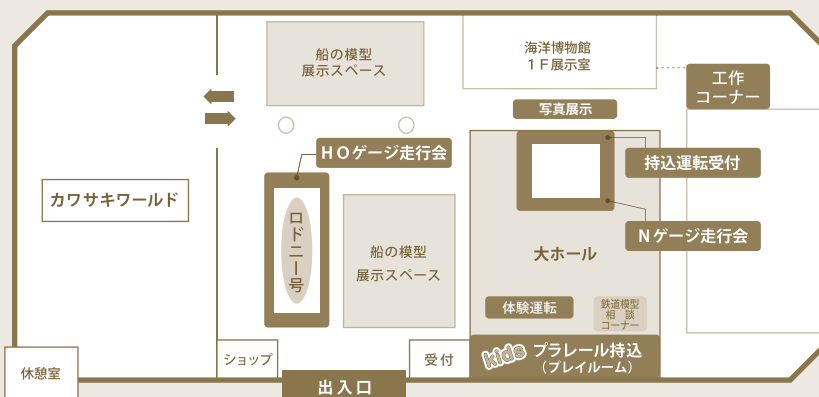 船の模型
展示スペース
海洋博物館
1F展示室
工作
コーナー
写真展示
HOゲージ走行会
持込運転受付
カワサキワールド
ロドニー号
Nゲージ走行会
船の模型
展示スペース
大ホール
体験運転
鉄道模型
相 談
コーナー
休憩室
ショップ
受付
kids
プラレール持込
(プレイルーム)
出入口